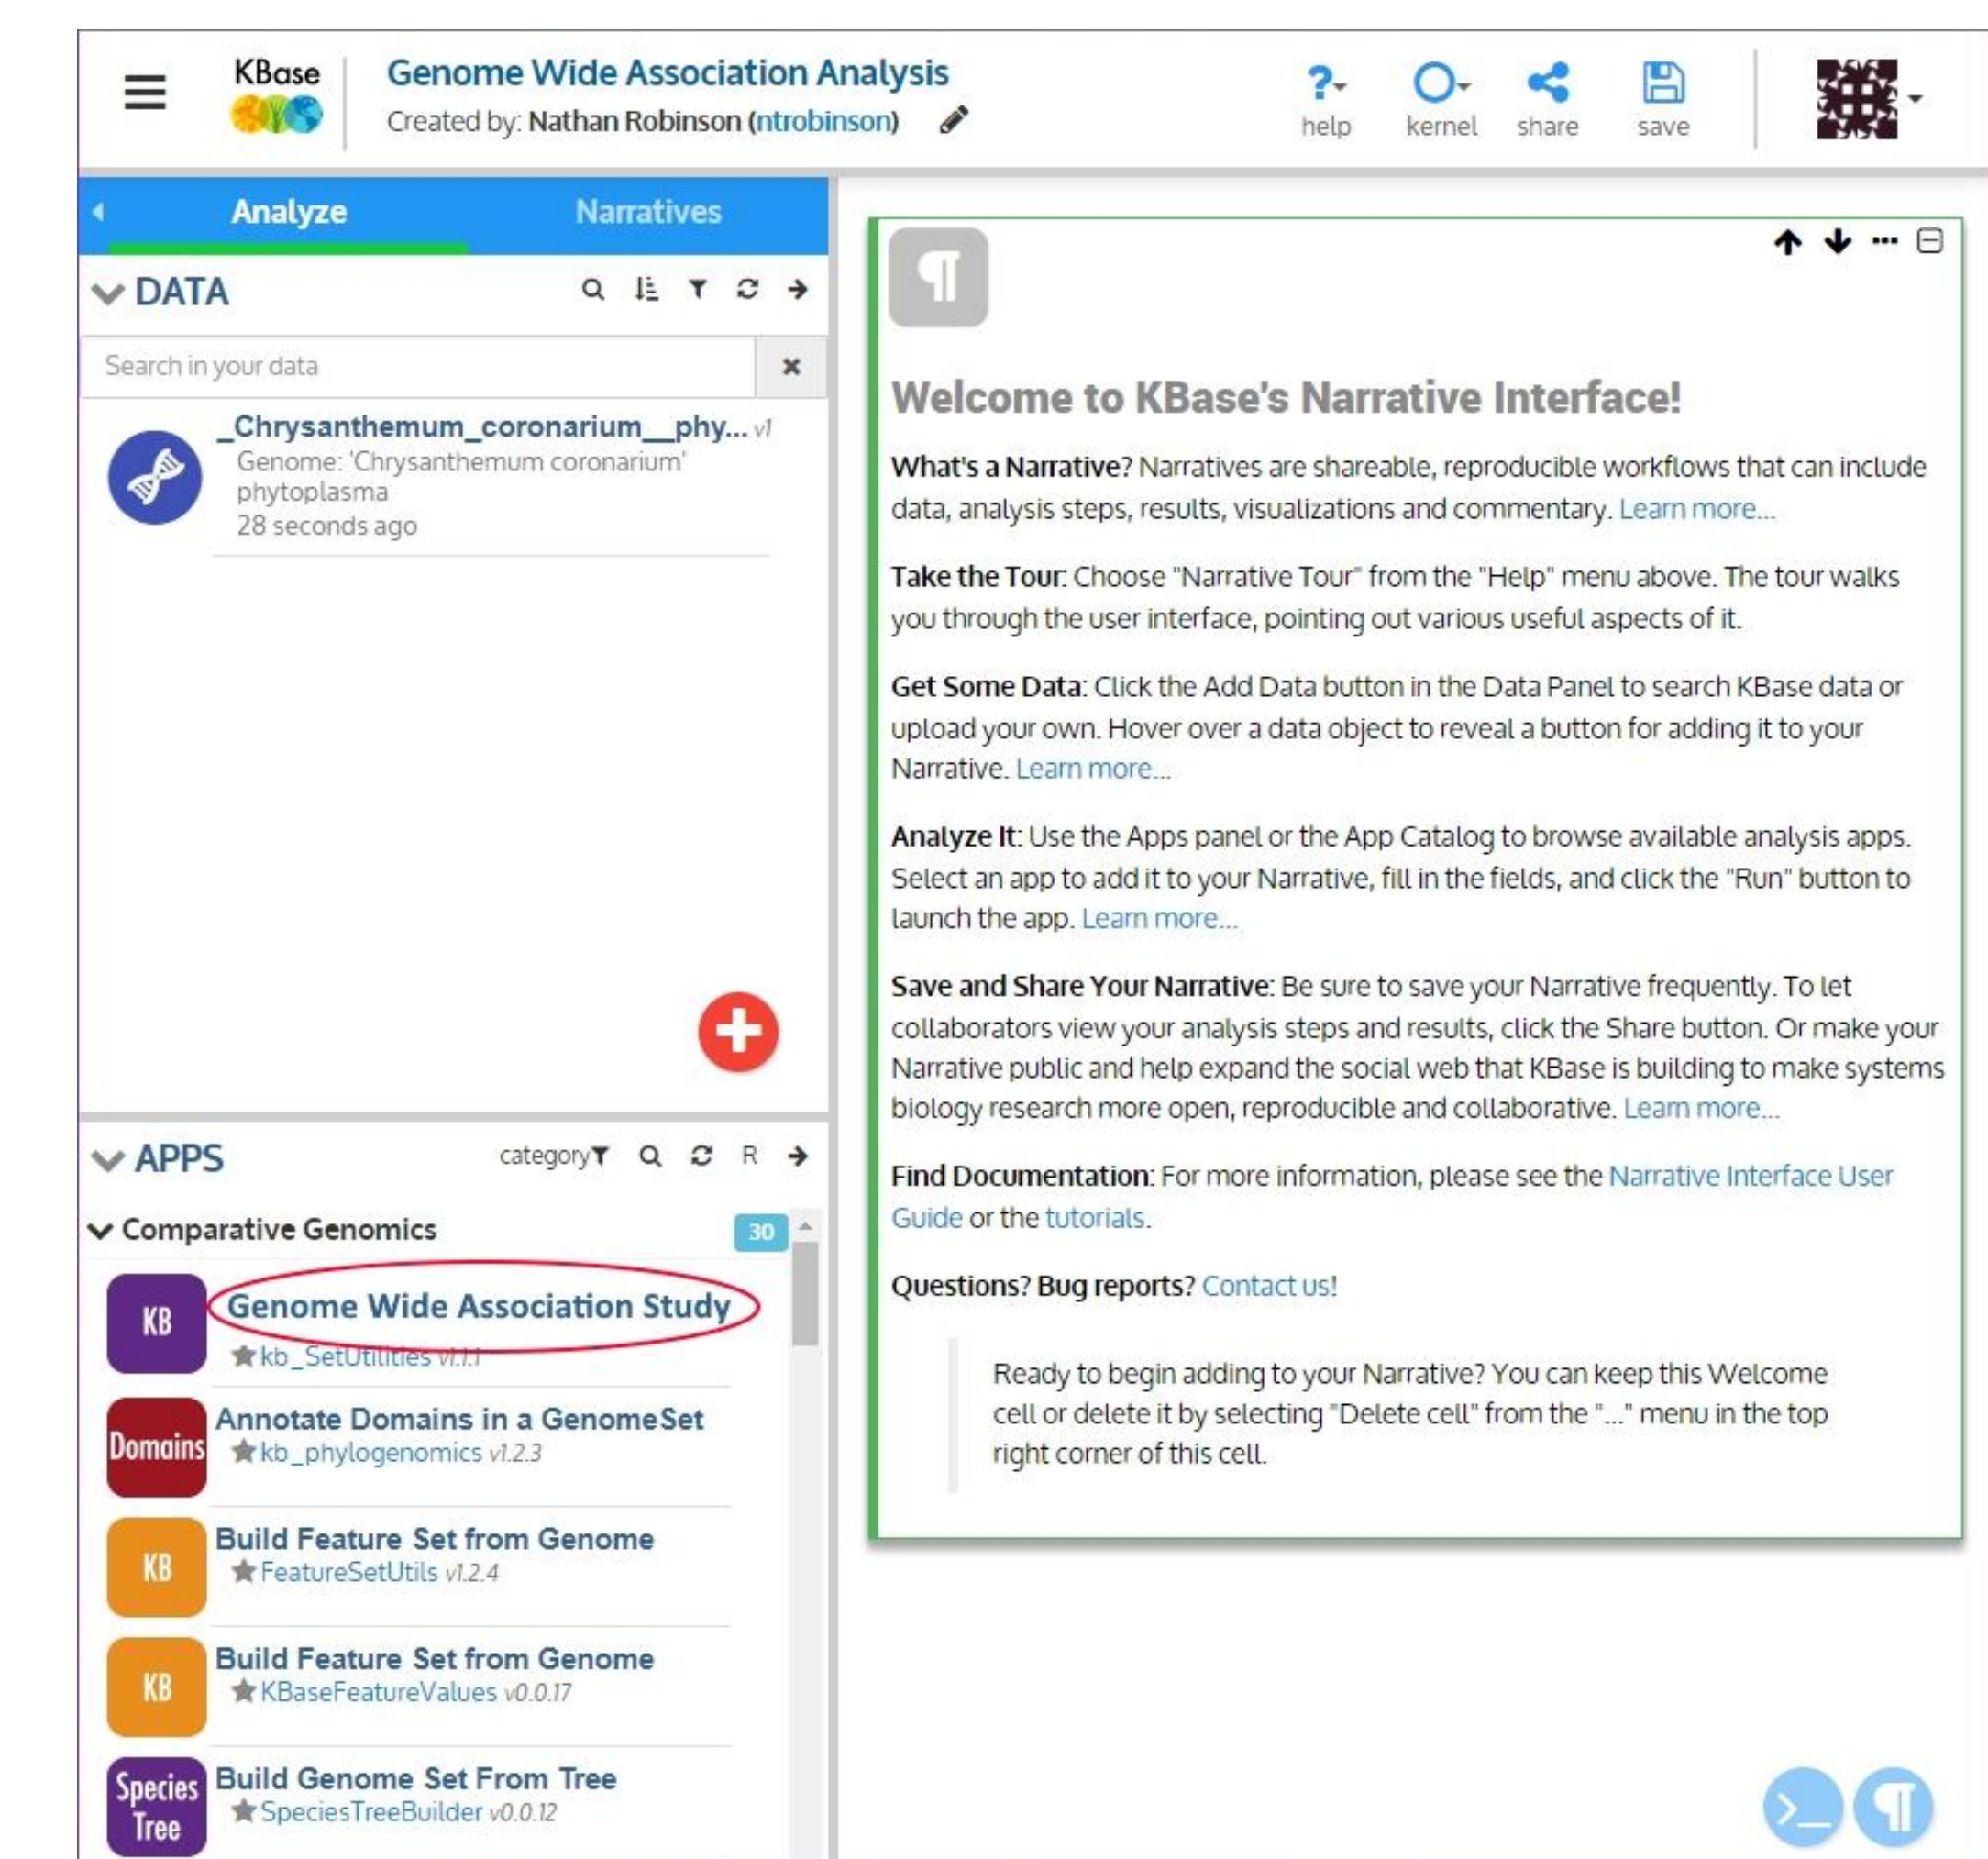 KBase
Genome Wide Association Analysis
Created by: Nathan Robinson (ntrobinson)
help
kernel
share
save
Analyze
Narratives
DATA
Search in your data
_Chrysanthemum_coronarium__phy... v1
Genome: 'Chrysanthemum coronarium'
phytoplasma
28 seconds ago
APPS
category
R
Comparative Genomics
30
KB
Genome Wide Association Study
kb_SetUtilities v1.1.1
Domains
Annotate Domains in a GenomeSet
kb_phylogenomics v1.2.3
KB
Build Feature Set from Genome
FeatureSetUtils v1.2.4
KB
Build Feature Set from Genome
KBaseFeatureValues v0.0.17
Species
Tree
Build Genome Set From Tree
SpeciesTreeBuilder v0.0.12
Welcome to KBase's Narrative Interface!
What's a Narrative? Narratives are shareable, reproducible workflows that can include
data, analysis steps, results, visualizations and commentary. Learn more...
Take the Tour: Choose "Narrative Tour" from the "Help" menu above. The tour walks
you through the user interface, pointing out various useful aspects of it.
Get Some Data: Click the Add Data button in the Data Panel to search KBase data or
upload your own. Hover over a data object to reveal a button for adding it to your
Narrative. Learn more...
Analyze It: Use the Apps panel or the App Catalog to browse available analysis apps.
Select an app to add it to your Narrative, fill in the fields, and click the "Run" button to
launch the app. Learn more...
Save and Share Your Narrative: Be sure to save your Narrative frequently. To let
collaborators view your analysis steps and results, click the Share button. Or make your
Narrative public and help expand the social web that KBase is building to make systems
biology research more open, reproducible and collaborative. Learn more...
Find Documentation: For more information, please see the Narrative Interface User
Guide or the tutorials.
Questions? Bug reports? Contact us!
Ready to begin adding to your Narrative? You can keep this Welcome
cell or delete it by selecting "Delete cell" from the "..." menu in the top
right corner of this cell.